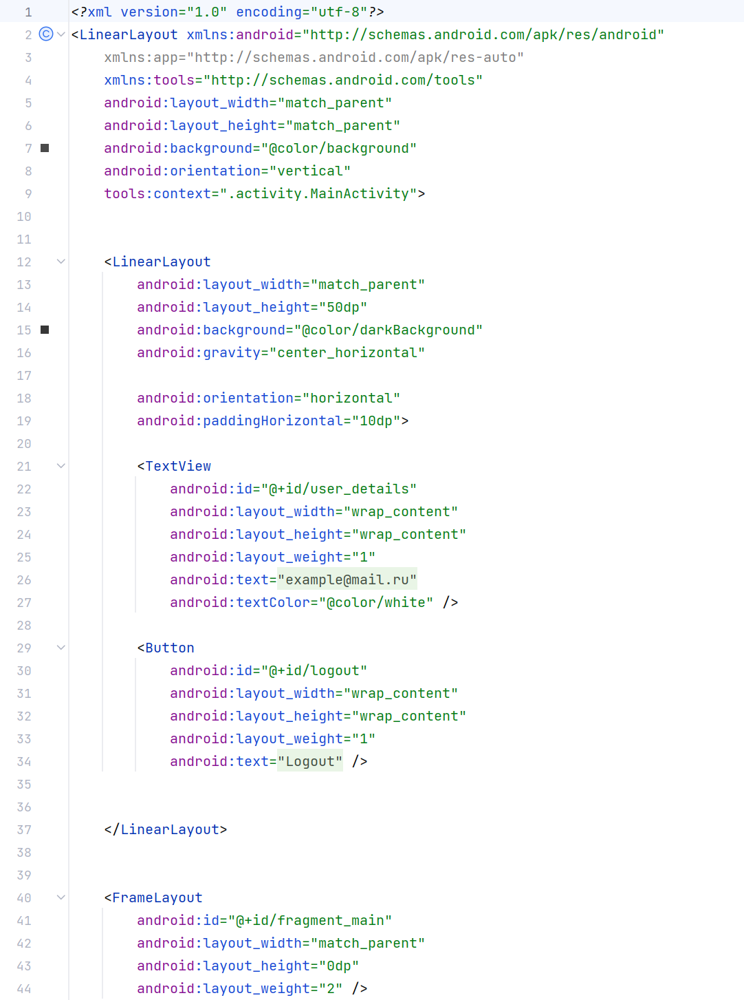 1 <?xml version="1.0" encoding="utf-8"?>
2 <LinearLayout xmlns:android="http://schemas.android.com/apk/res/android"
3     xmlns:app="http://schemas.android.com/apk/res-auto"
4     xmlns:tools="http://schemas.android.com/tools"
5     android:layout_width="match_parent"
6     android:layout_height="match_parent"
7     android:background="@color/background"
8     android:orientation="vertical"
9     tools:context=".activity.MainActivity">
10
11
12     <LinearLayout
13         android:layout_width="match_parent"
14         android:layout_height="50dp"
15         android:background="@color/darkBackground"
16         android:gravity="center_horizontal"
17
18         android:orientation="horizontal"
19         android:paddingHorizontal="10dp">
20
21         <TextView
22             android:id="@+id/user_details"
23             android:layout_width="wrap_content"
24             android:layout_height="wrap_content"
25             android:layout_weight="1"
26             android:text="example@mail.ru"
27             android:textColor="@color/white" />
28
29         <Button
30             android:id="@+id/logout"
31             android:layout_width="wrap_content"
32             android:layout_height="wrap_content"
33             android:layout_weight="1"
34             android:text="Logout" />
35
36
37     </LinearLayout>
38
39
40     <FrameLayout
41         android:id="@+id/fragment_main"
42         android:layout_width="match_parent"
43         android:layout_height="0dp"
44         android:layout_weight="2" />